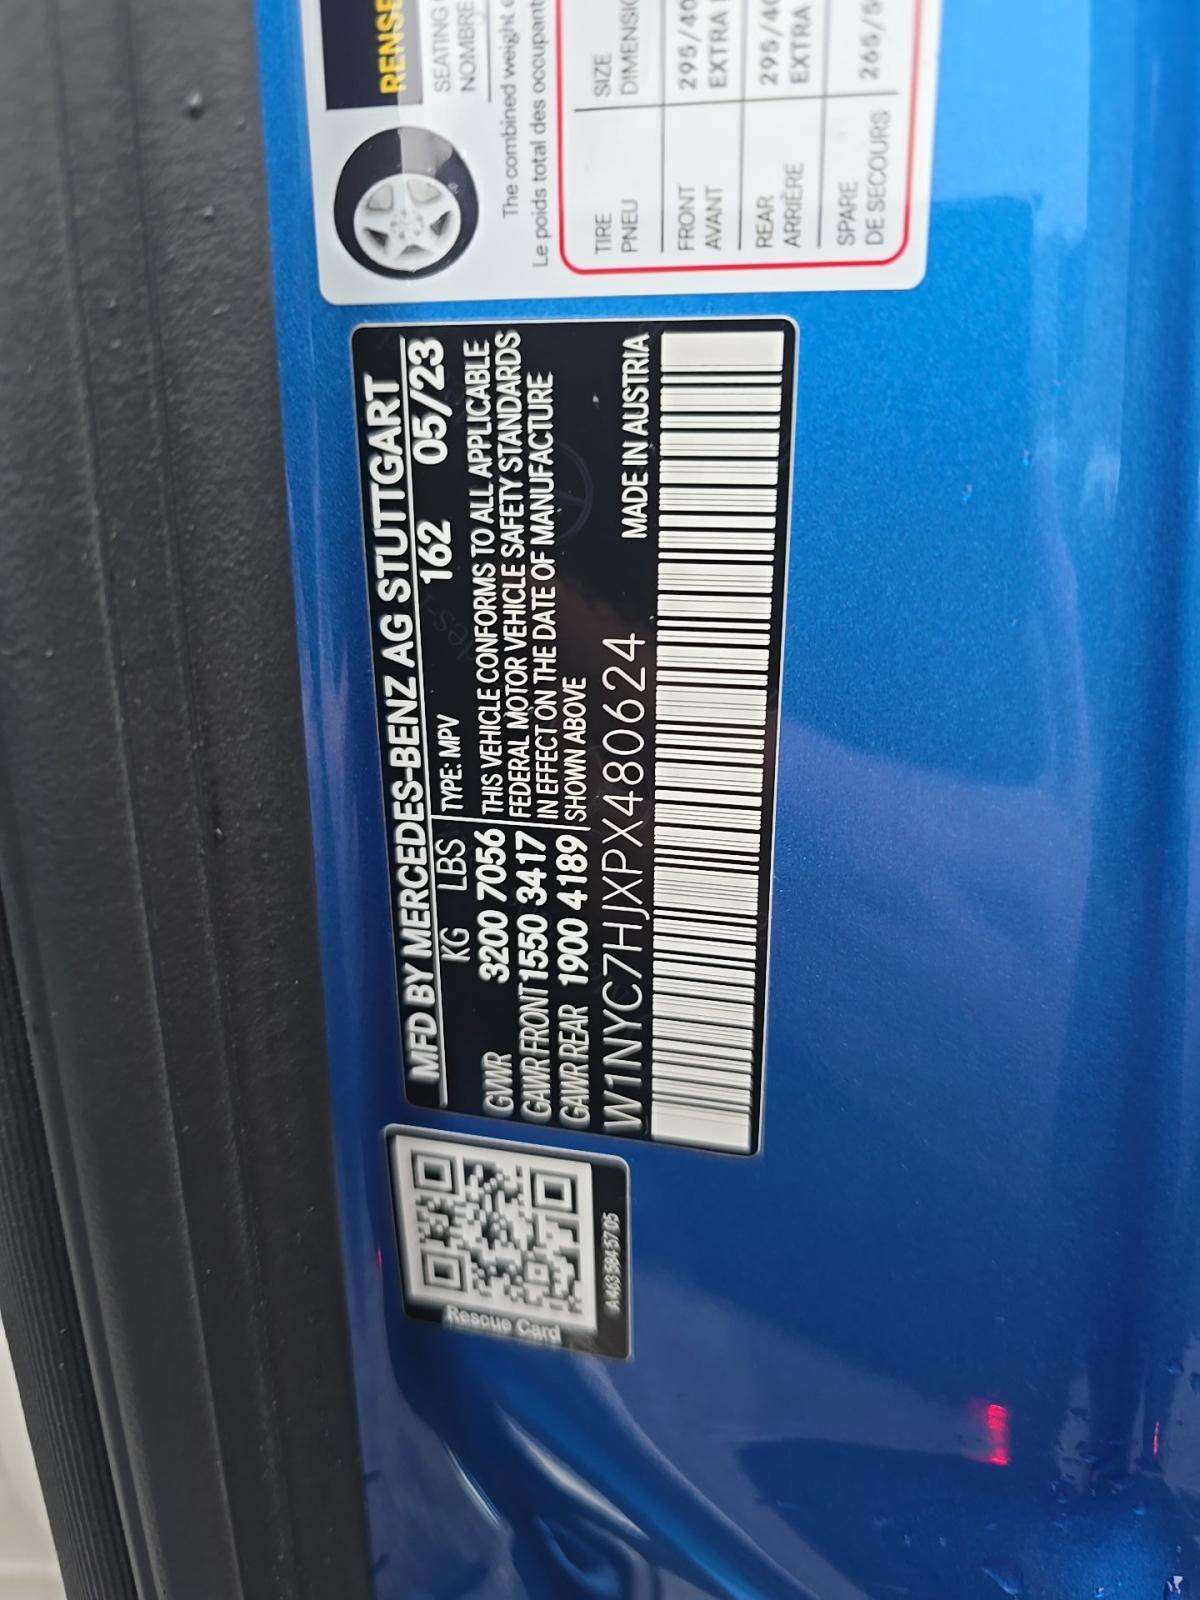 MFD BY MERCEDES-BENZ AG STUTTGART
KG LBS TYPE: MPV 162 05/23
GVWR 3200 7056 THIS VEHICLE CONFORMS TO ALL APPLICABLE
GAWR FRONT 1550 3417 FEDERAL MOTOR VEHICLE SAFETY STANDARDS
GAWR REAR 1900 4189 IN EFFECT ON THE DATE OF MANUFACTURE
SHOWN ABOVE
W1NYC7HJXPX480624 MADE IN AUSTRIA
Rescue Card
SEATING
NOMBRE
The combined weight
Le poids total des occupant
TIRE SIZE
PNEU
FRONT 295/40
AVANT EXTRA
REAR 295/40
ARRIÈRE EXTRA
SPARE 265/5
DE SECOURS